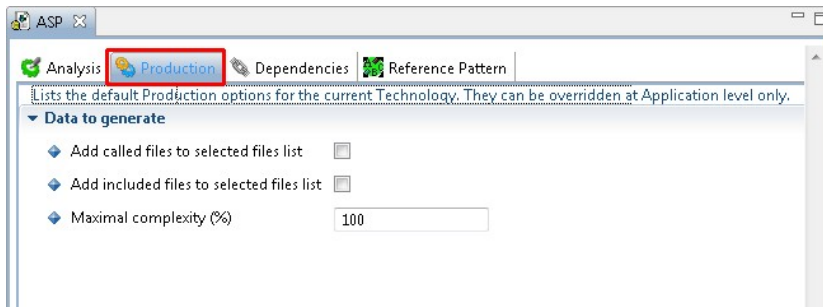 ASP
Analysis Production Dependencies Reference Pattern
Lists the default Production options for the current Technology. They can be overridden at Application level only.
Data to generate
Add called files to selected files list
Add included files to selected files list
Maximal complexity (%) 100